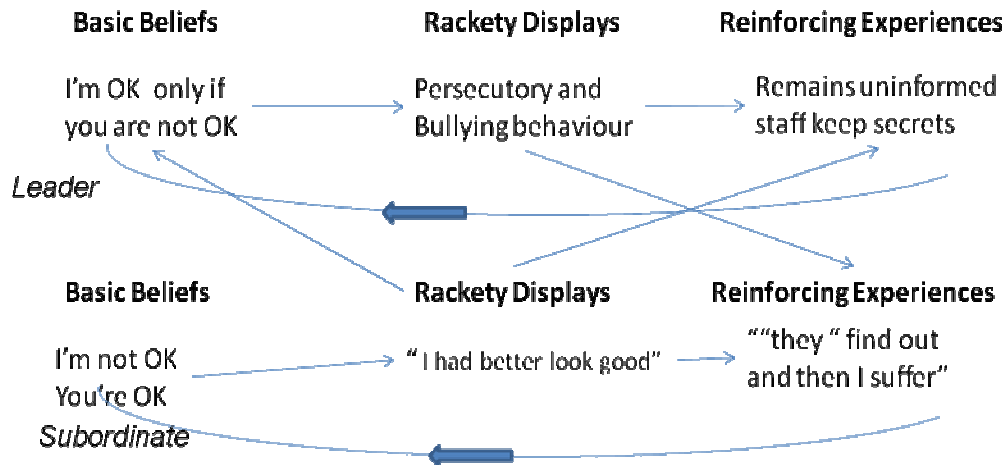 Basic Beliefs Rackety Displays Reinforcing Experiences
I'm OK only if Persecutory and Remains uninformed
you are not OK Bullying behaviour staff keep secrets
Leader
Basic Beliefs Rackety Displays Reinforcing Experiences
I'm not OK " I had better look good" ""they " find out
You're OK and then I suffer"
Subordinate